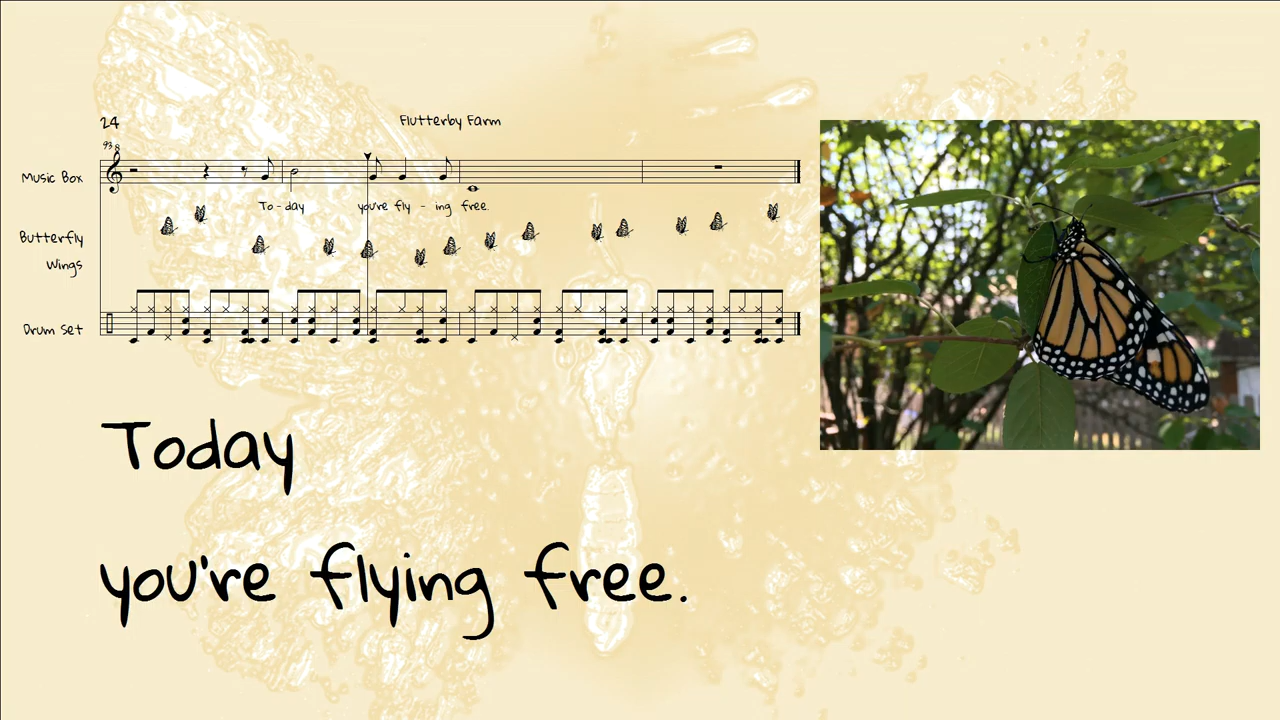 24
Flutterby Farm
93
8
Music Box
To - day you're fly - ing free.
Butterfly
Wings
Drum Set
Today
you're flying free.